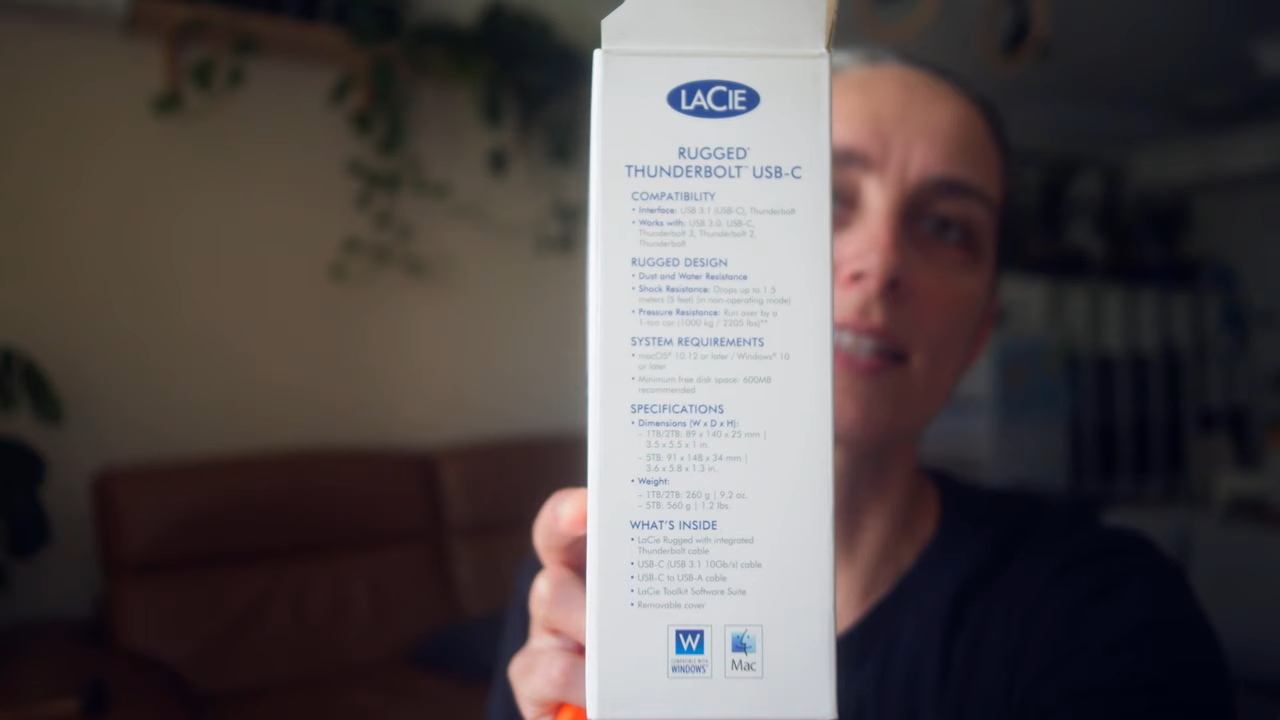 LACIE
RUGGED®
THUNDERBOLT™ USB-C
COMPATIBILITY
• Interface: USB 3.1 (USB-C), Thunderbolt
• Works with: USB 3.0, USB-C,
Thunderbolt 3, Thunderbolt 2,
Thunderbolt
RUGGED DESIGN
• Dust and Water Resistance
• Shock Resistance: Drops up to 1.5
meters (5 feet) (in non-operating mode)
• Pressure Resistance: Run over by a
1-ton car (1000 kg / 2205 lbs)**
SYSTEM REQUIREMENTS
• macOS® 10.12 or later / Windows® 10
or later
• Minimum free disk space: 600MB
recommended
SPECIFICATIONS
• Dimensions (W x D x H):
– 1TB/2TB: 89 x 140 x 25 mm |
3.5 x 5.5 x 1 in.
– 5TB: 91 x 148 x 34 mm |
3.6 x 5.8 x 1.3 in.
• Weight:
– 1TB/2TB: 260 g | 9.2 oz.
– 5TB: 560 g | 1.2 lbs.
WHAT'S INSIDE
• LaCie Rugged with integrated
Thunderbolt cable
• USB-C (USB 3.1 10Gb/s) cable
• USB-C to USB-A cable
• LaCie Toolkit Software Suite
• Removable cover
W
COMPATIBLE WITH
WINDOWS®
Mac